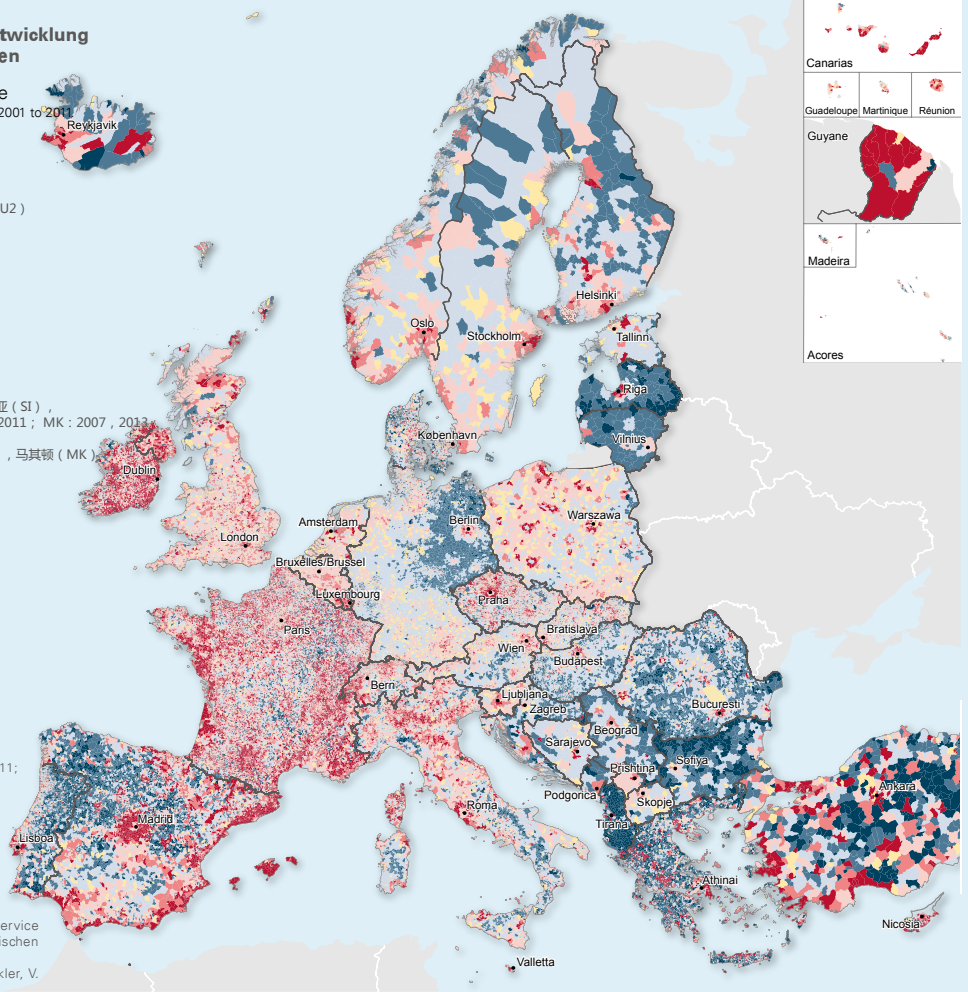 twicklung
en
e
2001 to 2011
U2）
亚（SI），
2011；MK：2007，2013
，马其顿（MK）
11;
ervice
ischen
kler, V.
Reykjavík
Oslo
Stockholm
Helsinki
Tallinn
Riga
Vilnius
København
Dublin
London
Amsterdam
Berlin
Warszawa
Bruxelles/Brussel
Luxembourg
Praha
Paris
Bratislava
Wien
Budapest
Bern
Ljubljana
Zagreb
Bucuresti
Beograd
Sarajevo
Prishtina
Sofiya
Podgorica
Skopje
Tirana
Ankara
Roma
Madrid
Lisboa
Athinai
Nicosia
Valletta
Canarias
Guadeloupe
Martinique
Réunion
Guyane
Madeira
Acores